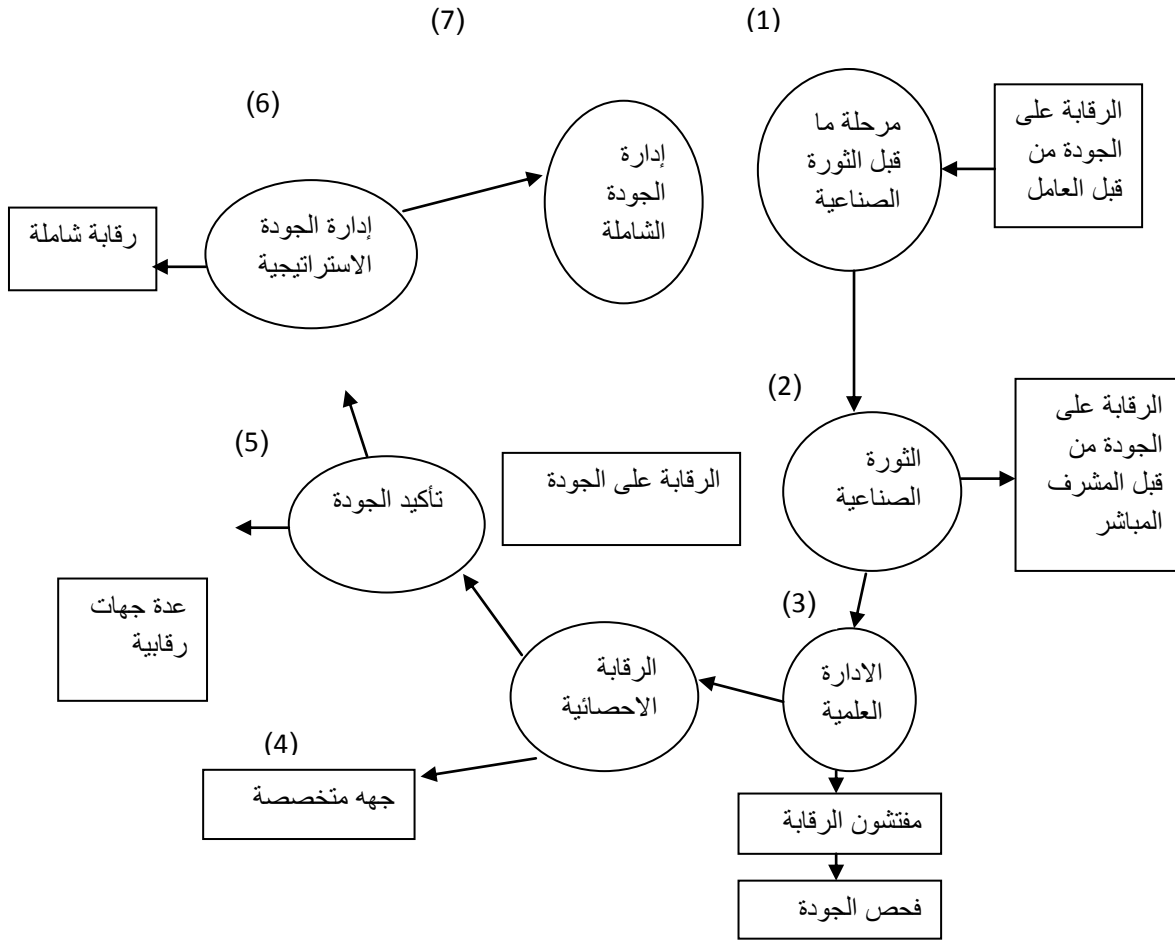 (1)
مرحلة ما
قبل الثورة
الصناعية
الرقابة على
الجودة من
قبل العامل
(2)
الثورة
الصناعية
الرقابة على
الجودة من
قبل المشرف
المباشر
(3)
الادارة
العلمية
مفتشون الرقابة
فحص الجودة
(4)
الرقابة
الاحصائية
جهه متخصصة
الرقابة على الجودة
(5)
تأكيد الجودة
عدة جهات
رقابية
(6)
إدارة الجودة
الاستراتيجية
رقابة شاملة
(7)
إدارة
الجودة
الشاملة